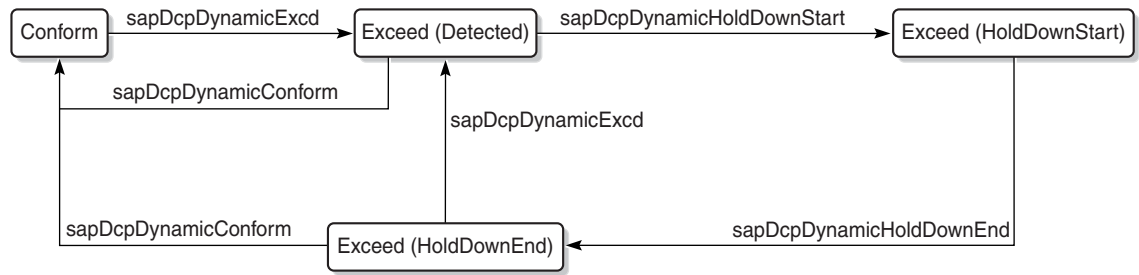 Conform
sapDcpDynamicExcd
Exceed (Detected)
sapDcpDynamicHoldDownStart
Exceed (HoldDownStart)
sapDcpDynamicConform
sapDcpDynamicExcd
sapDcpDynamicConform
Exceed (HoldDownEnd)
sapDcpDynamicHoldDownEnd